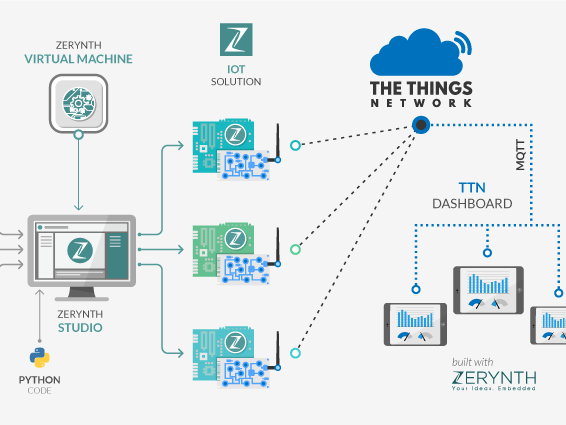 ZERYNTH
VIRTUAL MACHINE
IOT
SOLUTION
THE THINGS
NETWORK
MQTT
TTN
DASHBOARD
ZERYNTH
STUDIO
PYTHON
CODE
built with
ZERYNTH
Your Ideas. Embedded